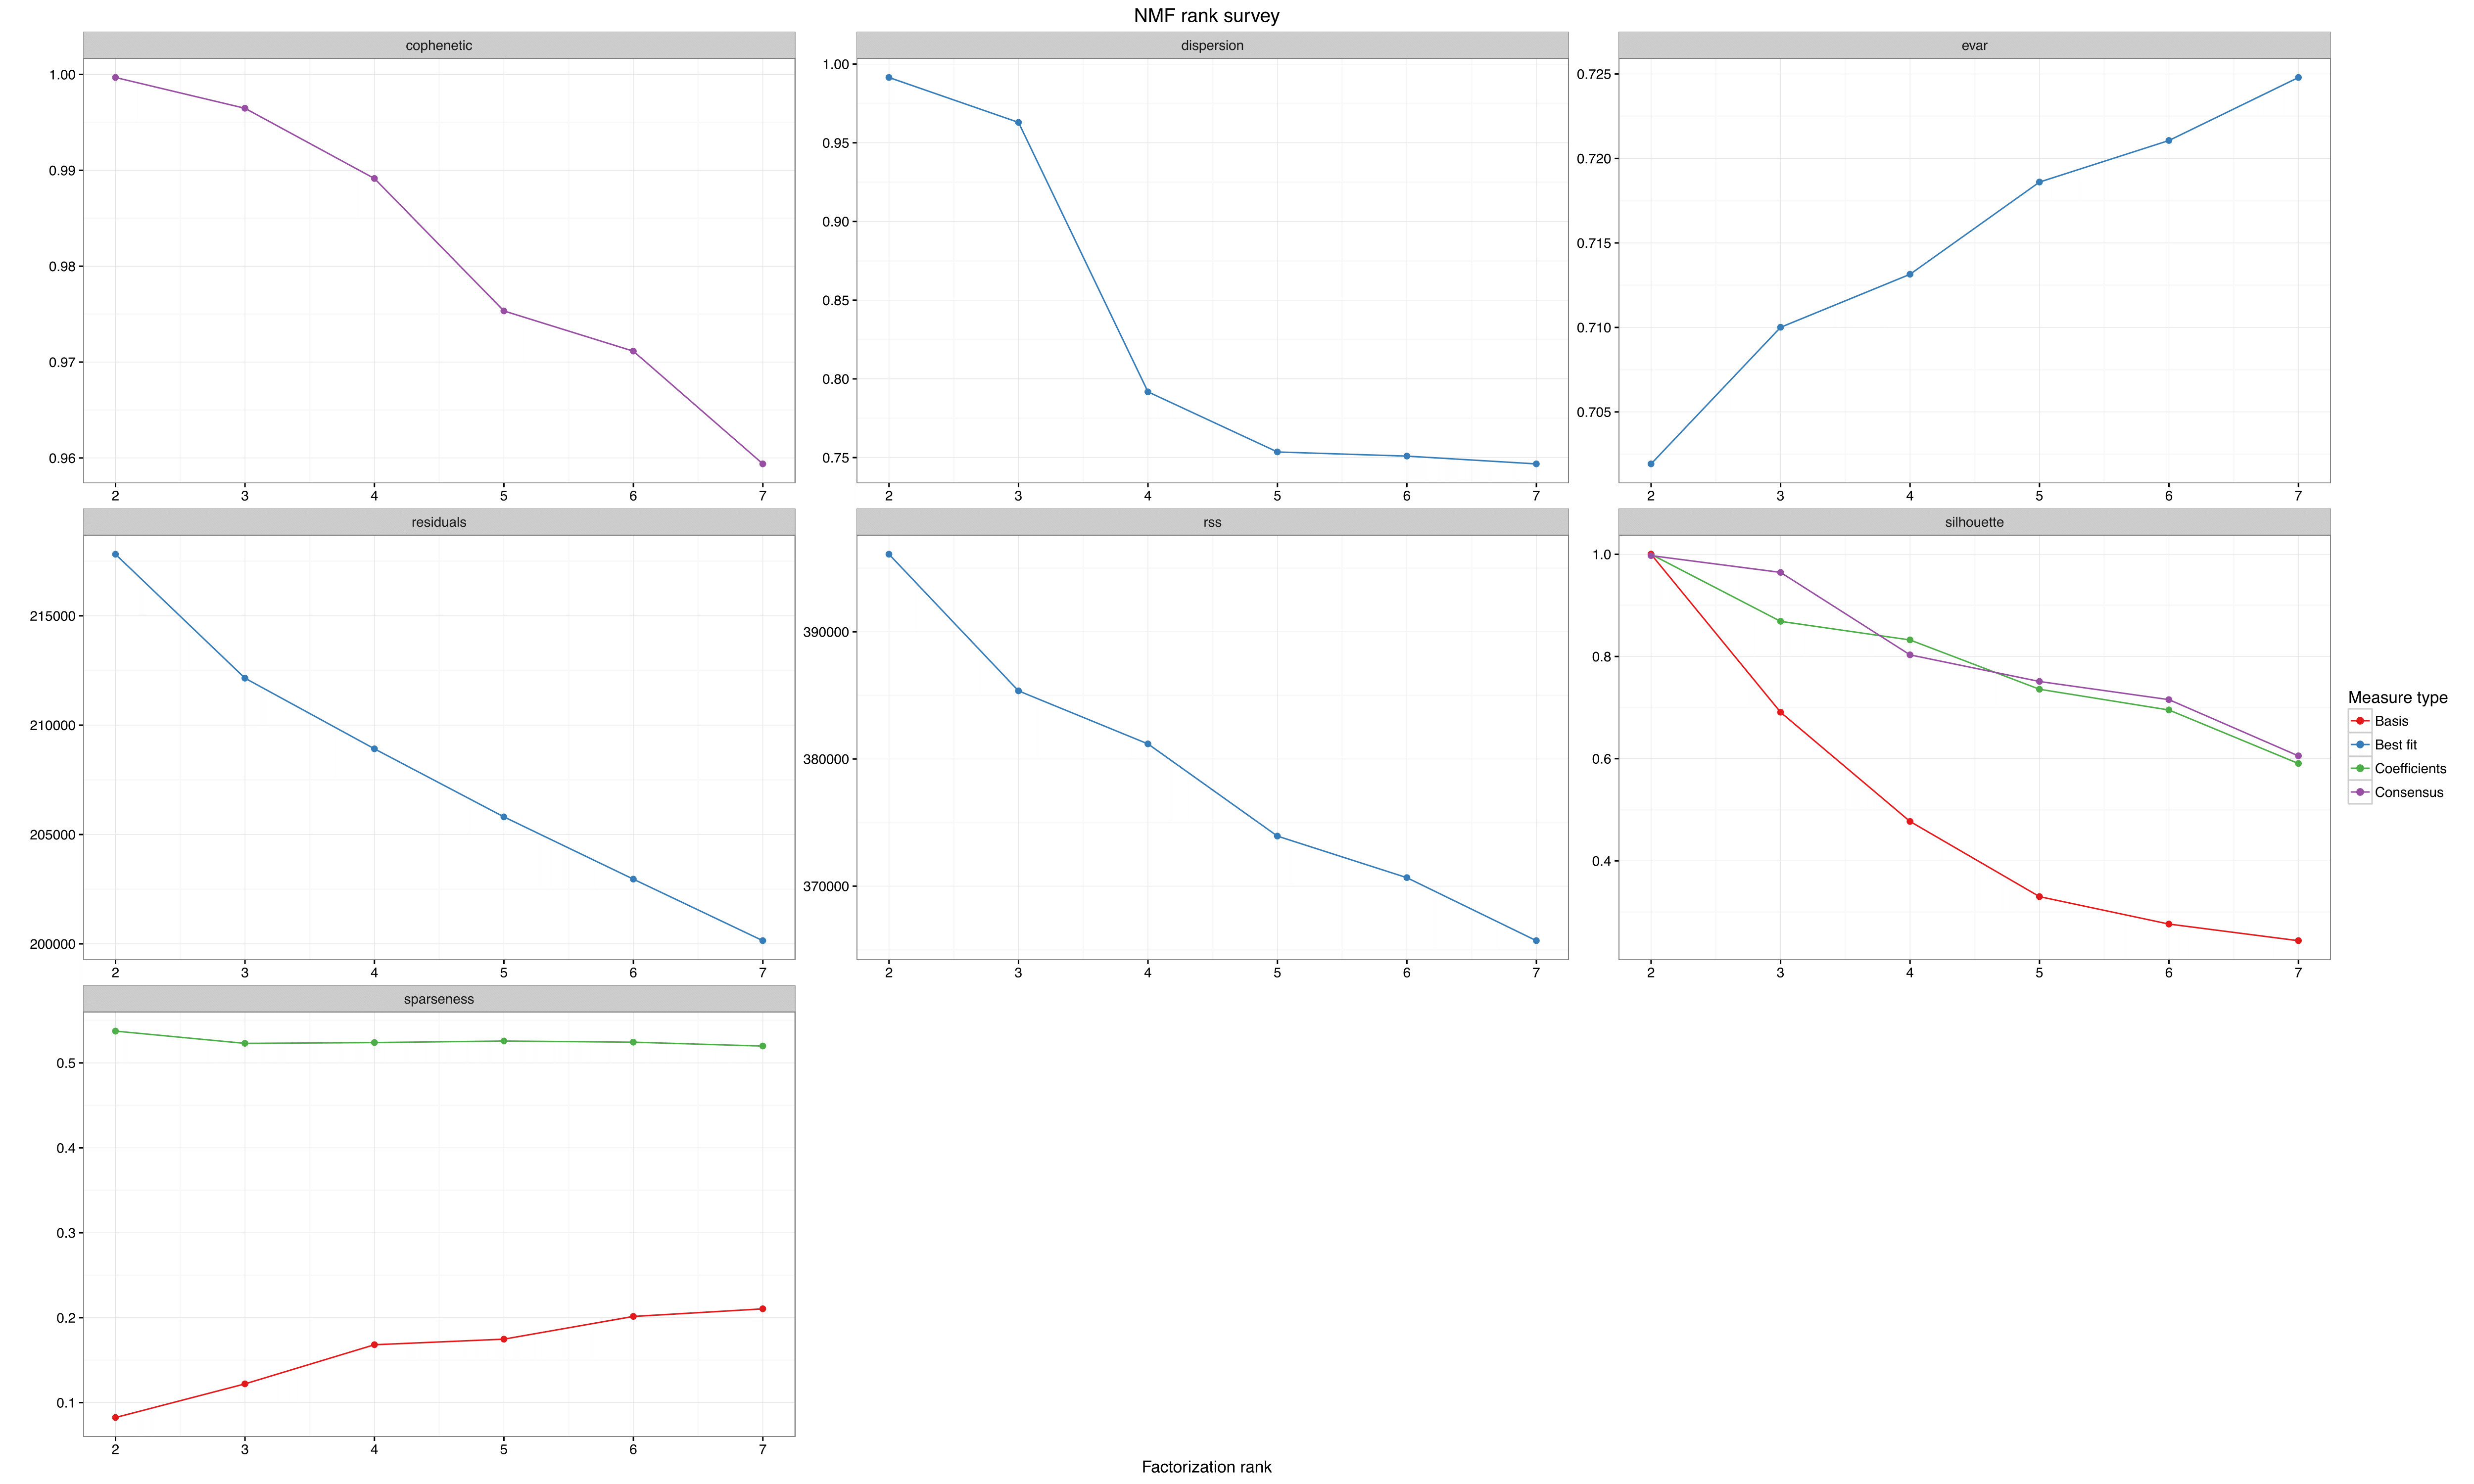 NMF rank survey
cophenetic
1.00
0.99
0.98
0.97
0.96
2 3 4 5 6 7
dispersion
1.00
0.95
0.90
0.85
0.80
0.75
2 3 4 5 6 7
evar
0.725
0.720
0.715
0.710
0.705
2 3 4 5 6 7
residuals
215000
210000
205000
200000
2 3 4 5 6 7
rss
390000
380000
370000
2 3 4 5 6 7
silhouette
1.0
0.8
0.6
0.4
2 3 4 5 6 7
Measure type
Basis
Best fit
Coefficients
Consensus
sparseness
0.5
0.4
0.3
0.2
0.1
2 3 4 5 6 7
Factorization rank